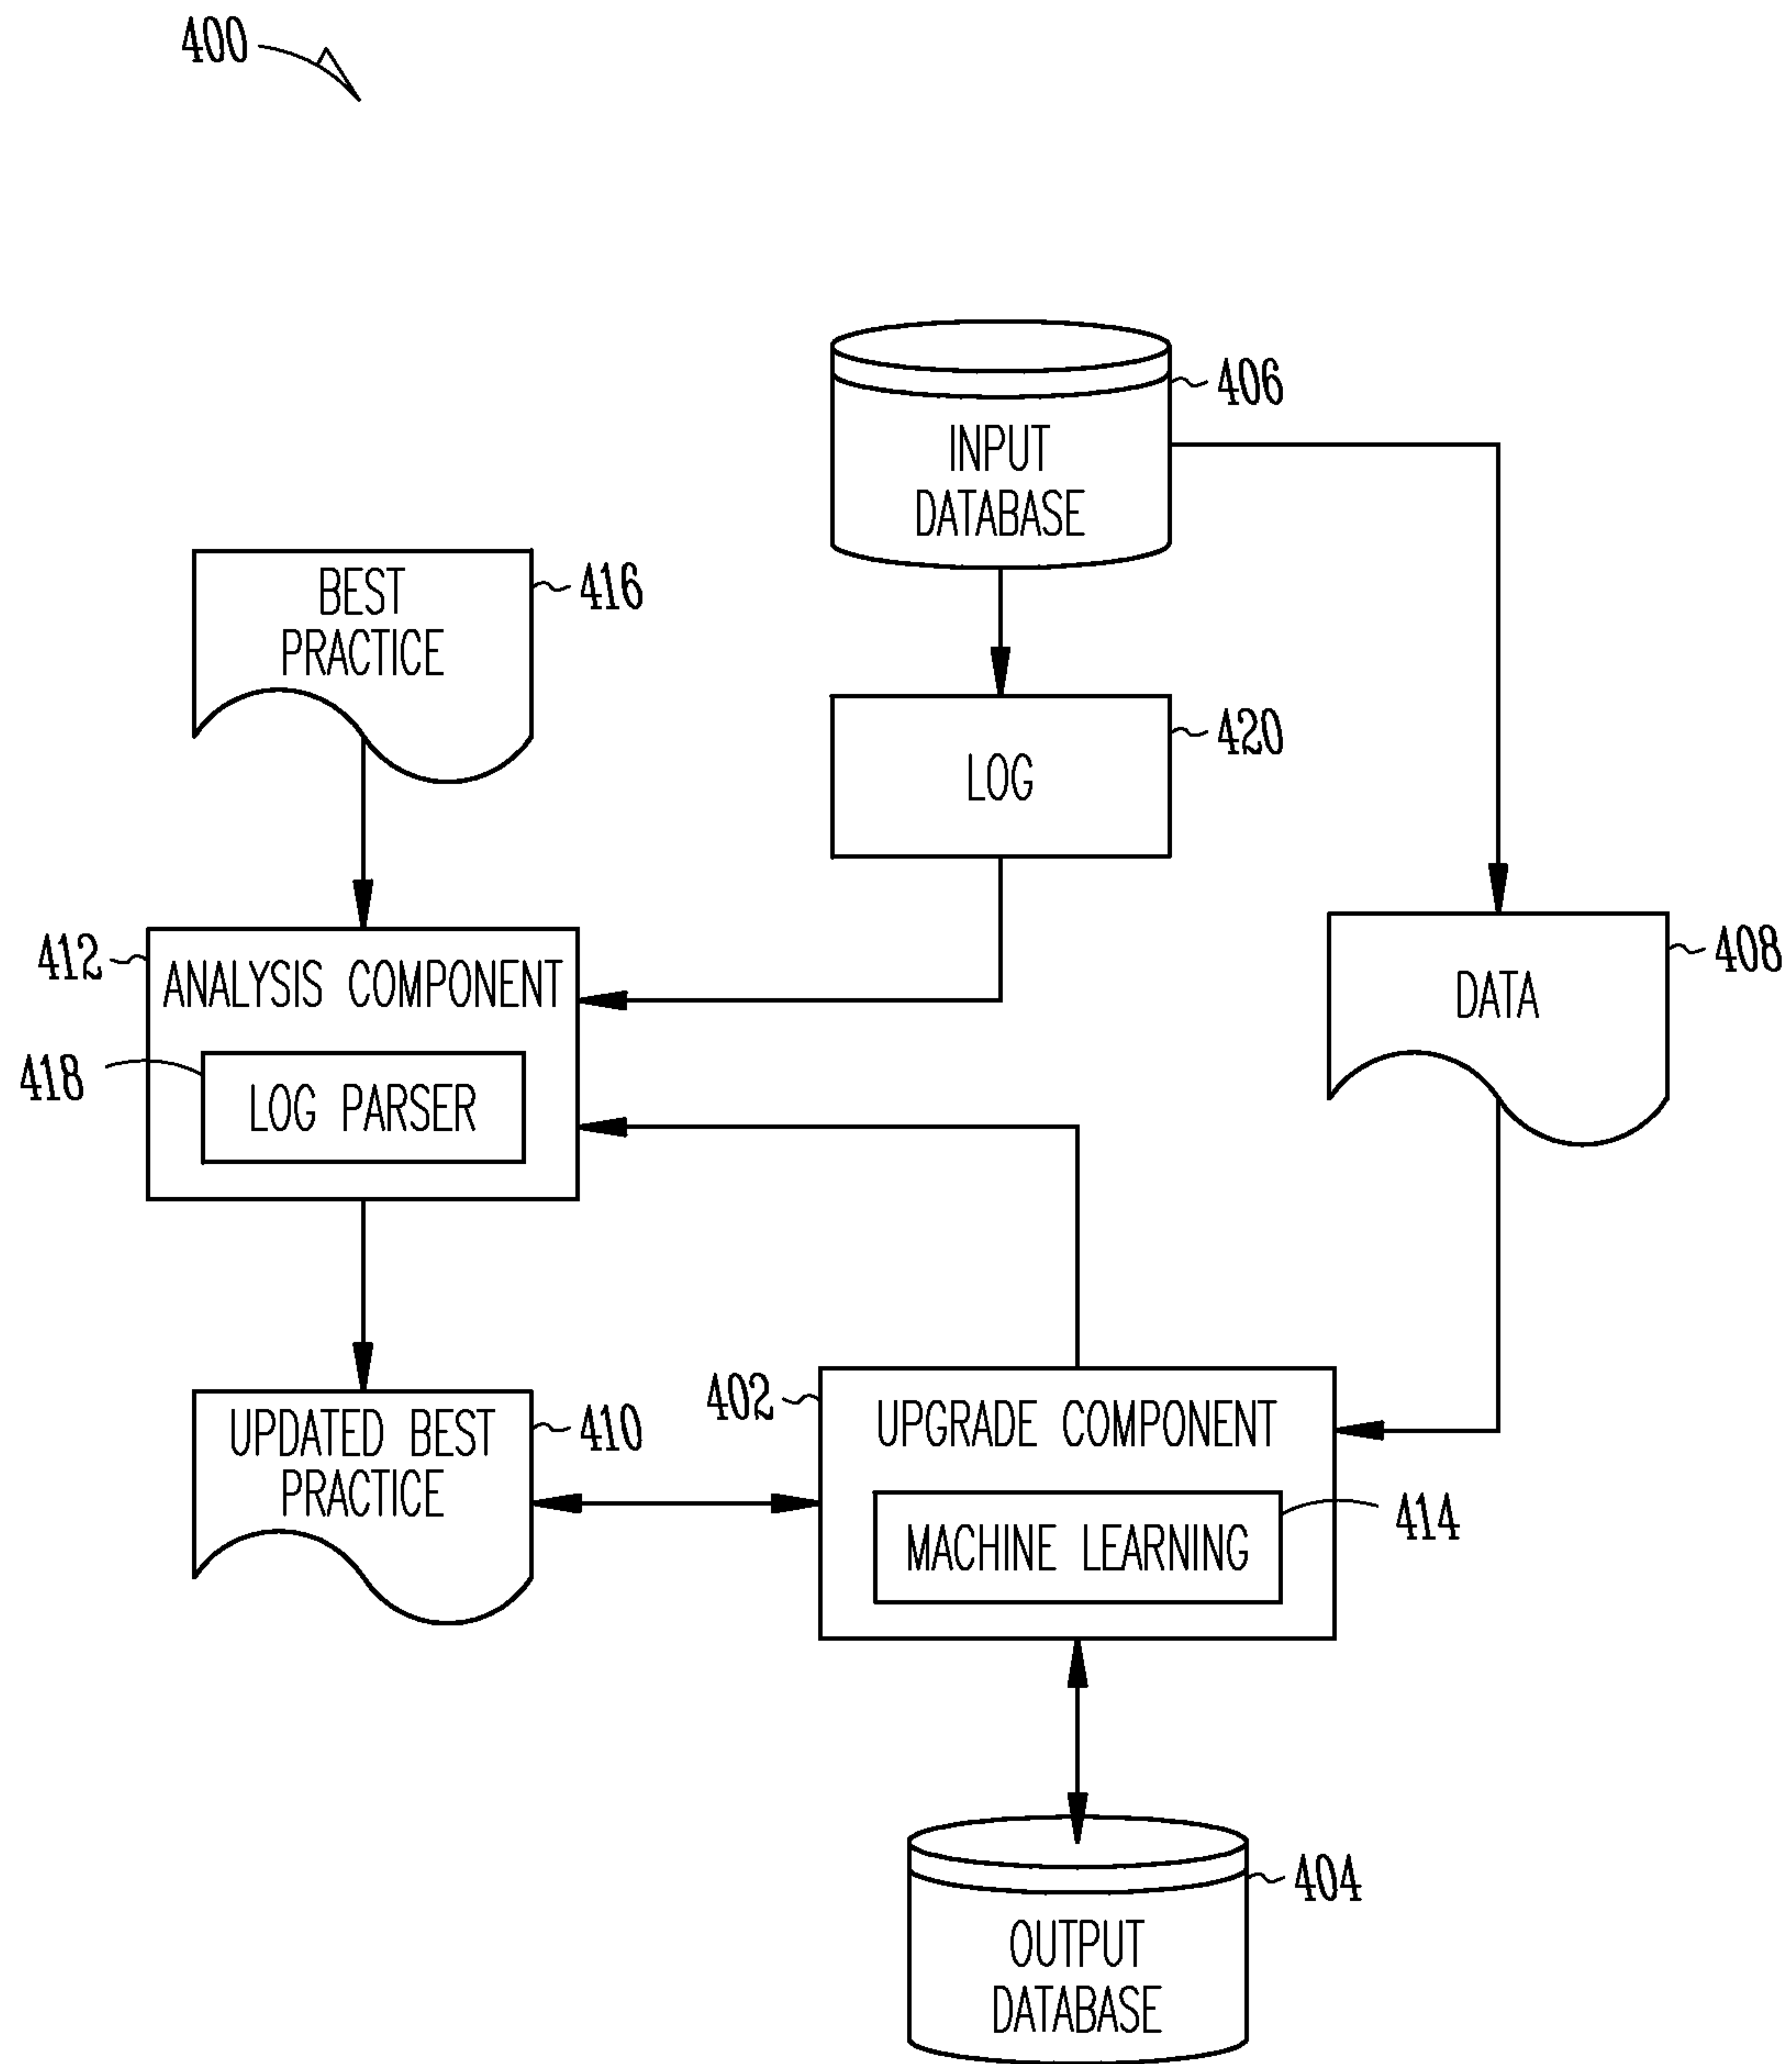 400
INPUT
DATABASE
406
BEST
PRACTICE
416
LOG
420
412
ANALYSIS COMPONENT
418
LOG PARSER
DATA
408
UPDATED BEST
PRACTICE
410
402
UPGRADE COMPONENT
MACHINE LEARNING
414
OUTPUT
DATABASE
404